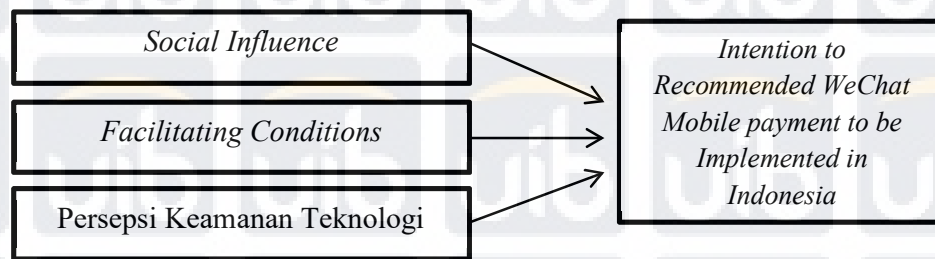 Social Influence
Facilitating Conditions
Persepsi Keamanan Teknologi
Intention to
Recommended WeChat
Mobile payment to be
Implemented in
Indonesia